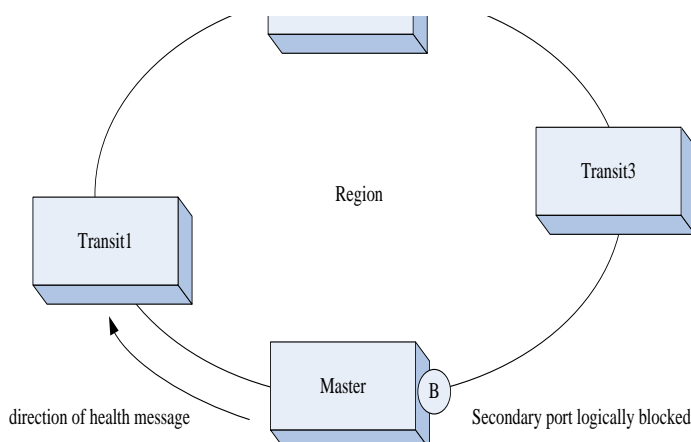 Transit3
Region
Transit1
Master
B
direction of health message
Secondary port logically blocked